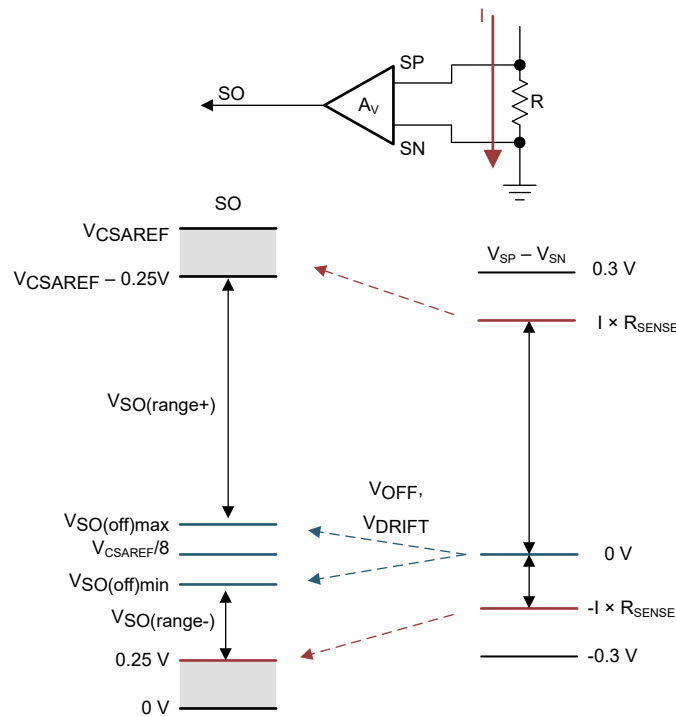 I
SP
SO
A_V
R
SN
SO
V_CSAREF
V_SP – V_SN
0.3 V
V_CSAREF – 0.25V
I × R_SENSE
V_SO(range+)
V_OFF,
V_SO(off)max
V_DRIFT
V_CSAREF/8
0 V
V_SO(off)min
V_SO(range-)
-I × R_SENSE
0.25 V
-0.3 V
0 V